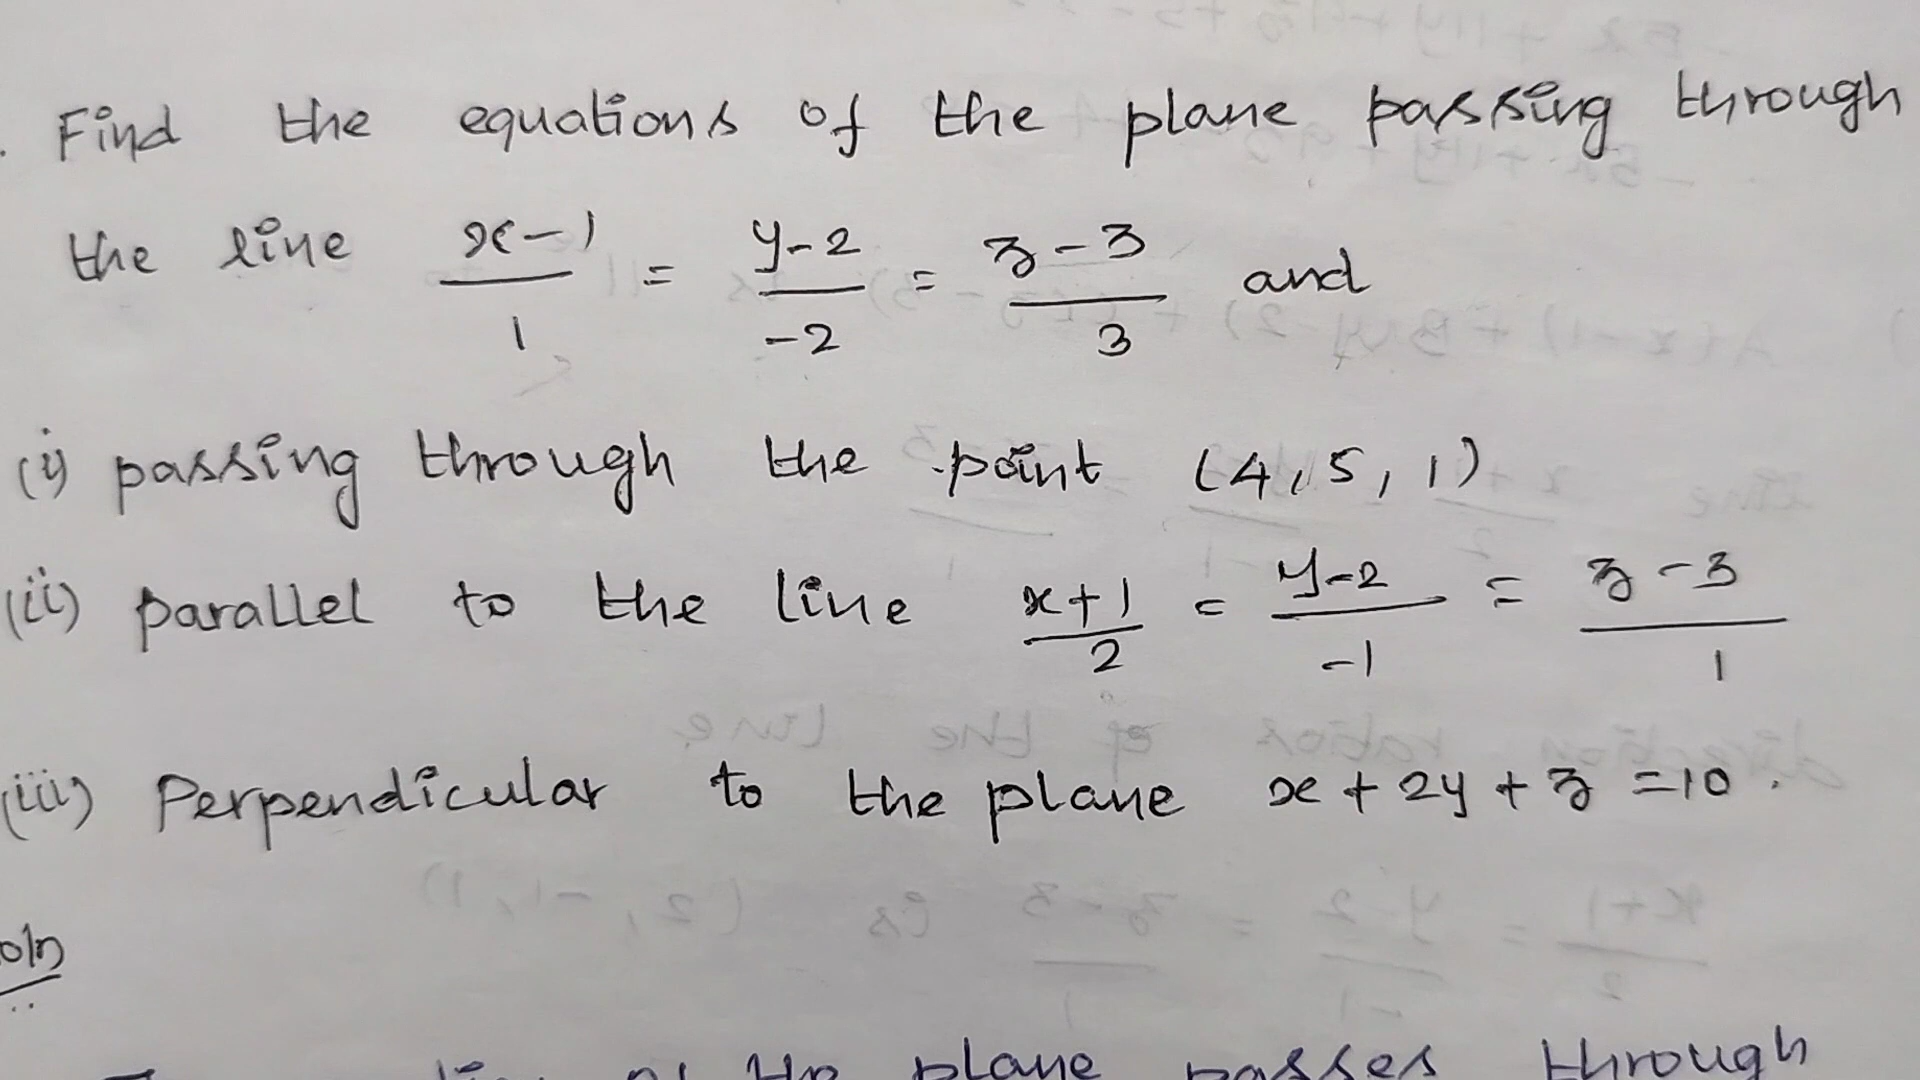 . Find the equations of the plane passing through
the line (x-1)/1 = (y-2)/-2 = (z-3)/3 and
(i) passing through the point (4, 5, 1)
(ii) parallel to the line (x+1)/2 = (y-2)/-1 = (z-3)/1
(iii) Perpendicular to the plane x + 2y + z = 10.
oln
plane passes through